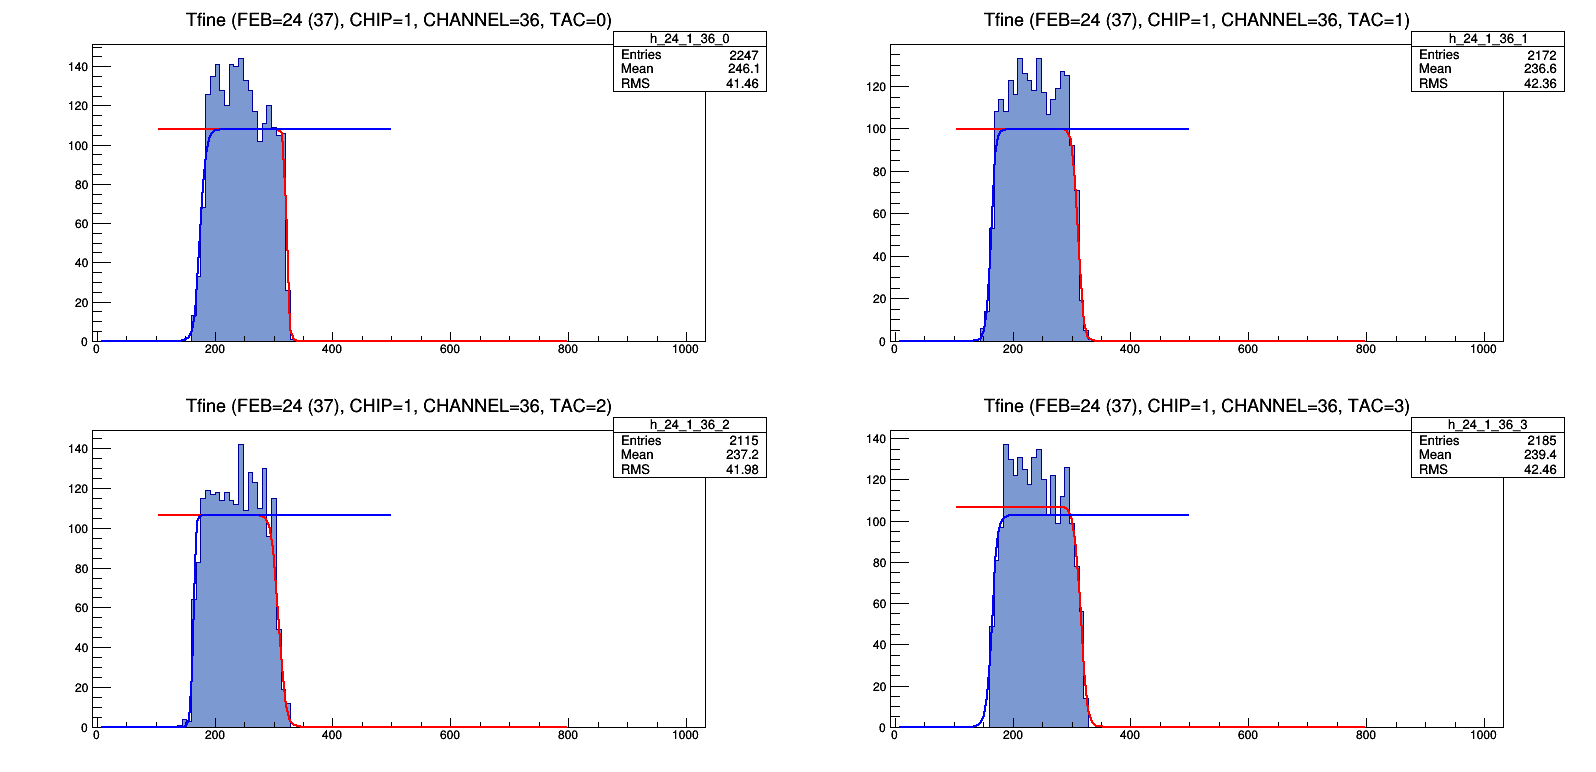 Tfine (FEB=24 (37), CHIP=1, CHANNEL=36, TAC=0)
h_24_1_36_0
Entries 2247
Mean 246.1
RMS 41.46
140
120
100
80
60
40
20
0
0 200 400 600 800 1000
Tfine (FEB=24 (37), CHIP=1, CHANNEL=36, TAC=1)
h_24_1_36_1
Entries 2172
Mean 236.6
RMS 42.36
120
100
80
60
40
20
0
0 200 400 600 800 1000
Tfine (FEB=24 (37), CHIP=1, CHANNEL=36, TAC=2)
h_24_1_36_2
Entries 2115
Mean 237.2
RMS 41.98
140
120
100
80
60
40
20
0
0 200 400 600 800 1000
Tfine (FEB=24 (37), CHIP=1, CHANNEL=36, TAC=3)
h_24_1_36_3
Entries 2185
Mean 239.4
RMS 42.46
140
120
100
80
60
40
20
0
0 200 400 600 800 1000